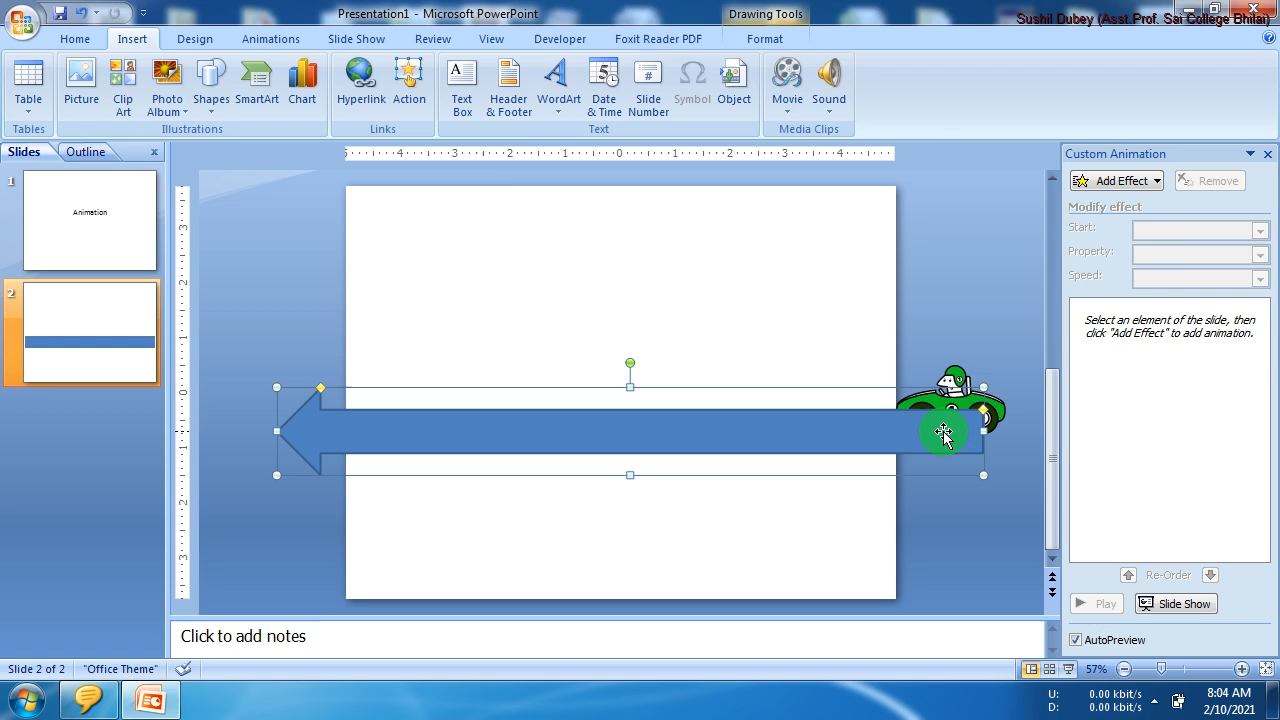 Presentation1 - Microsoft PowerPoint
Drawing Tools
Sushil Dubey (Asst.Prof. Sai College Bhilai)
Home Insert Design Animations Slide Show Review View Developer Foxit Reader PDF Format
Table Picture Clip Art Photo Album Shapes SmartArt Chart Hyperlink Action Text Box Header & Footer WordArt Date & Time Slide Number Symbol Object Movie Sound
Tables Illustrations Links Text Media Clips
Slides Outline
1
Animation
2
Custom Animation
Add Effect Remove
Modify effect
Start:
Property:
Speed:
Select an element of the slide, then
click "Add Effect" to add animation.
Re-Order
Play Slide Show
AutoPreview
Click to add notes
Slide 2 of 2 "Office Theme" 57%
U: 0.00 kbit/s
D: 0.00 kbit/s
8:04 AM
2/10/2021